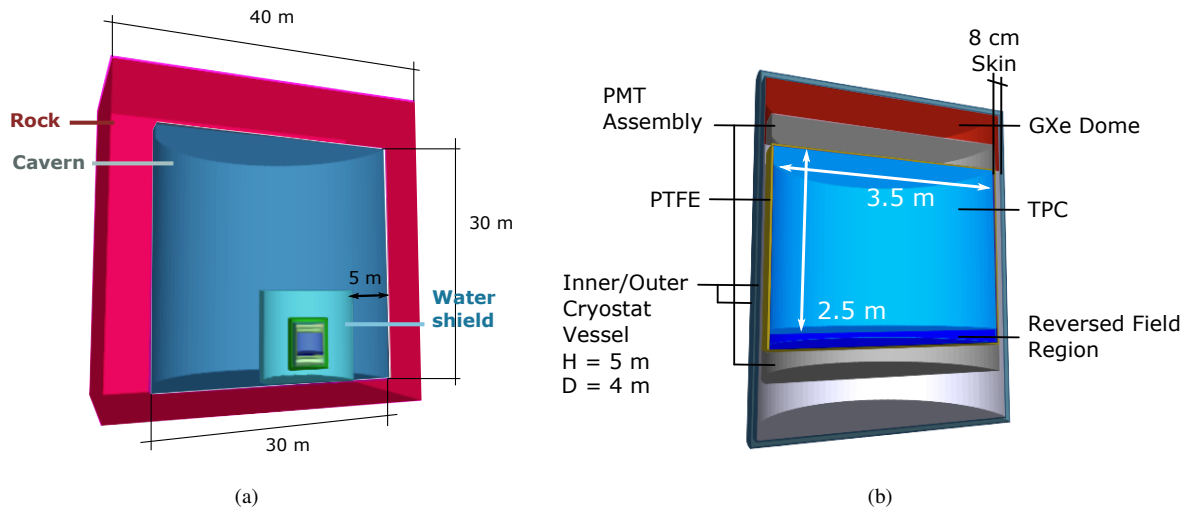 40 m
Rock
Cavern
30 m
5 m
Water
shield
30 m
(a)
8 cm
Skin
PMT
Assembly
GXe Dome
3.5 m
PTFE
TPC
Inner/Outer
Cryostat
Vessel
H = 5 m
D = 4 m
2.5 m
Reversed Field
Region
(b)